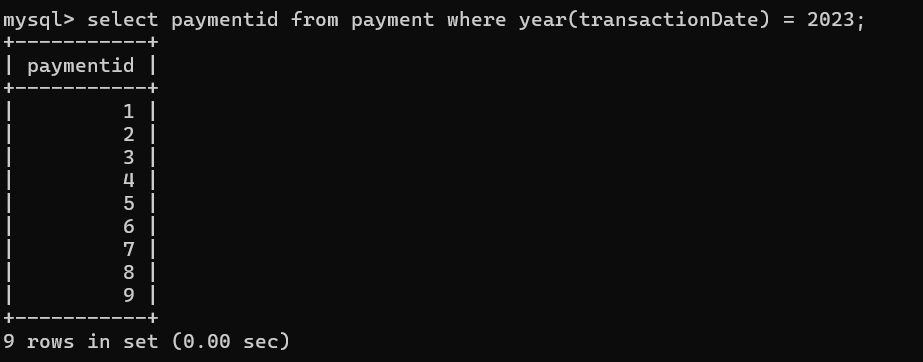 mysql> select paymentid from payment where year(transactionDate) = 2023;
+-----------+
| paymentid |
+-----------+
|         1 |
|         2 |
|         3 |
|         4 |
|         5 |
|         6 |
|         7 |
|         8 |
|         9 |
+-----------+
9 rows in set (0.00 sec)